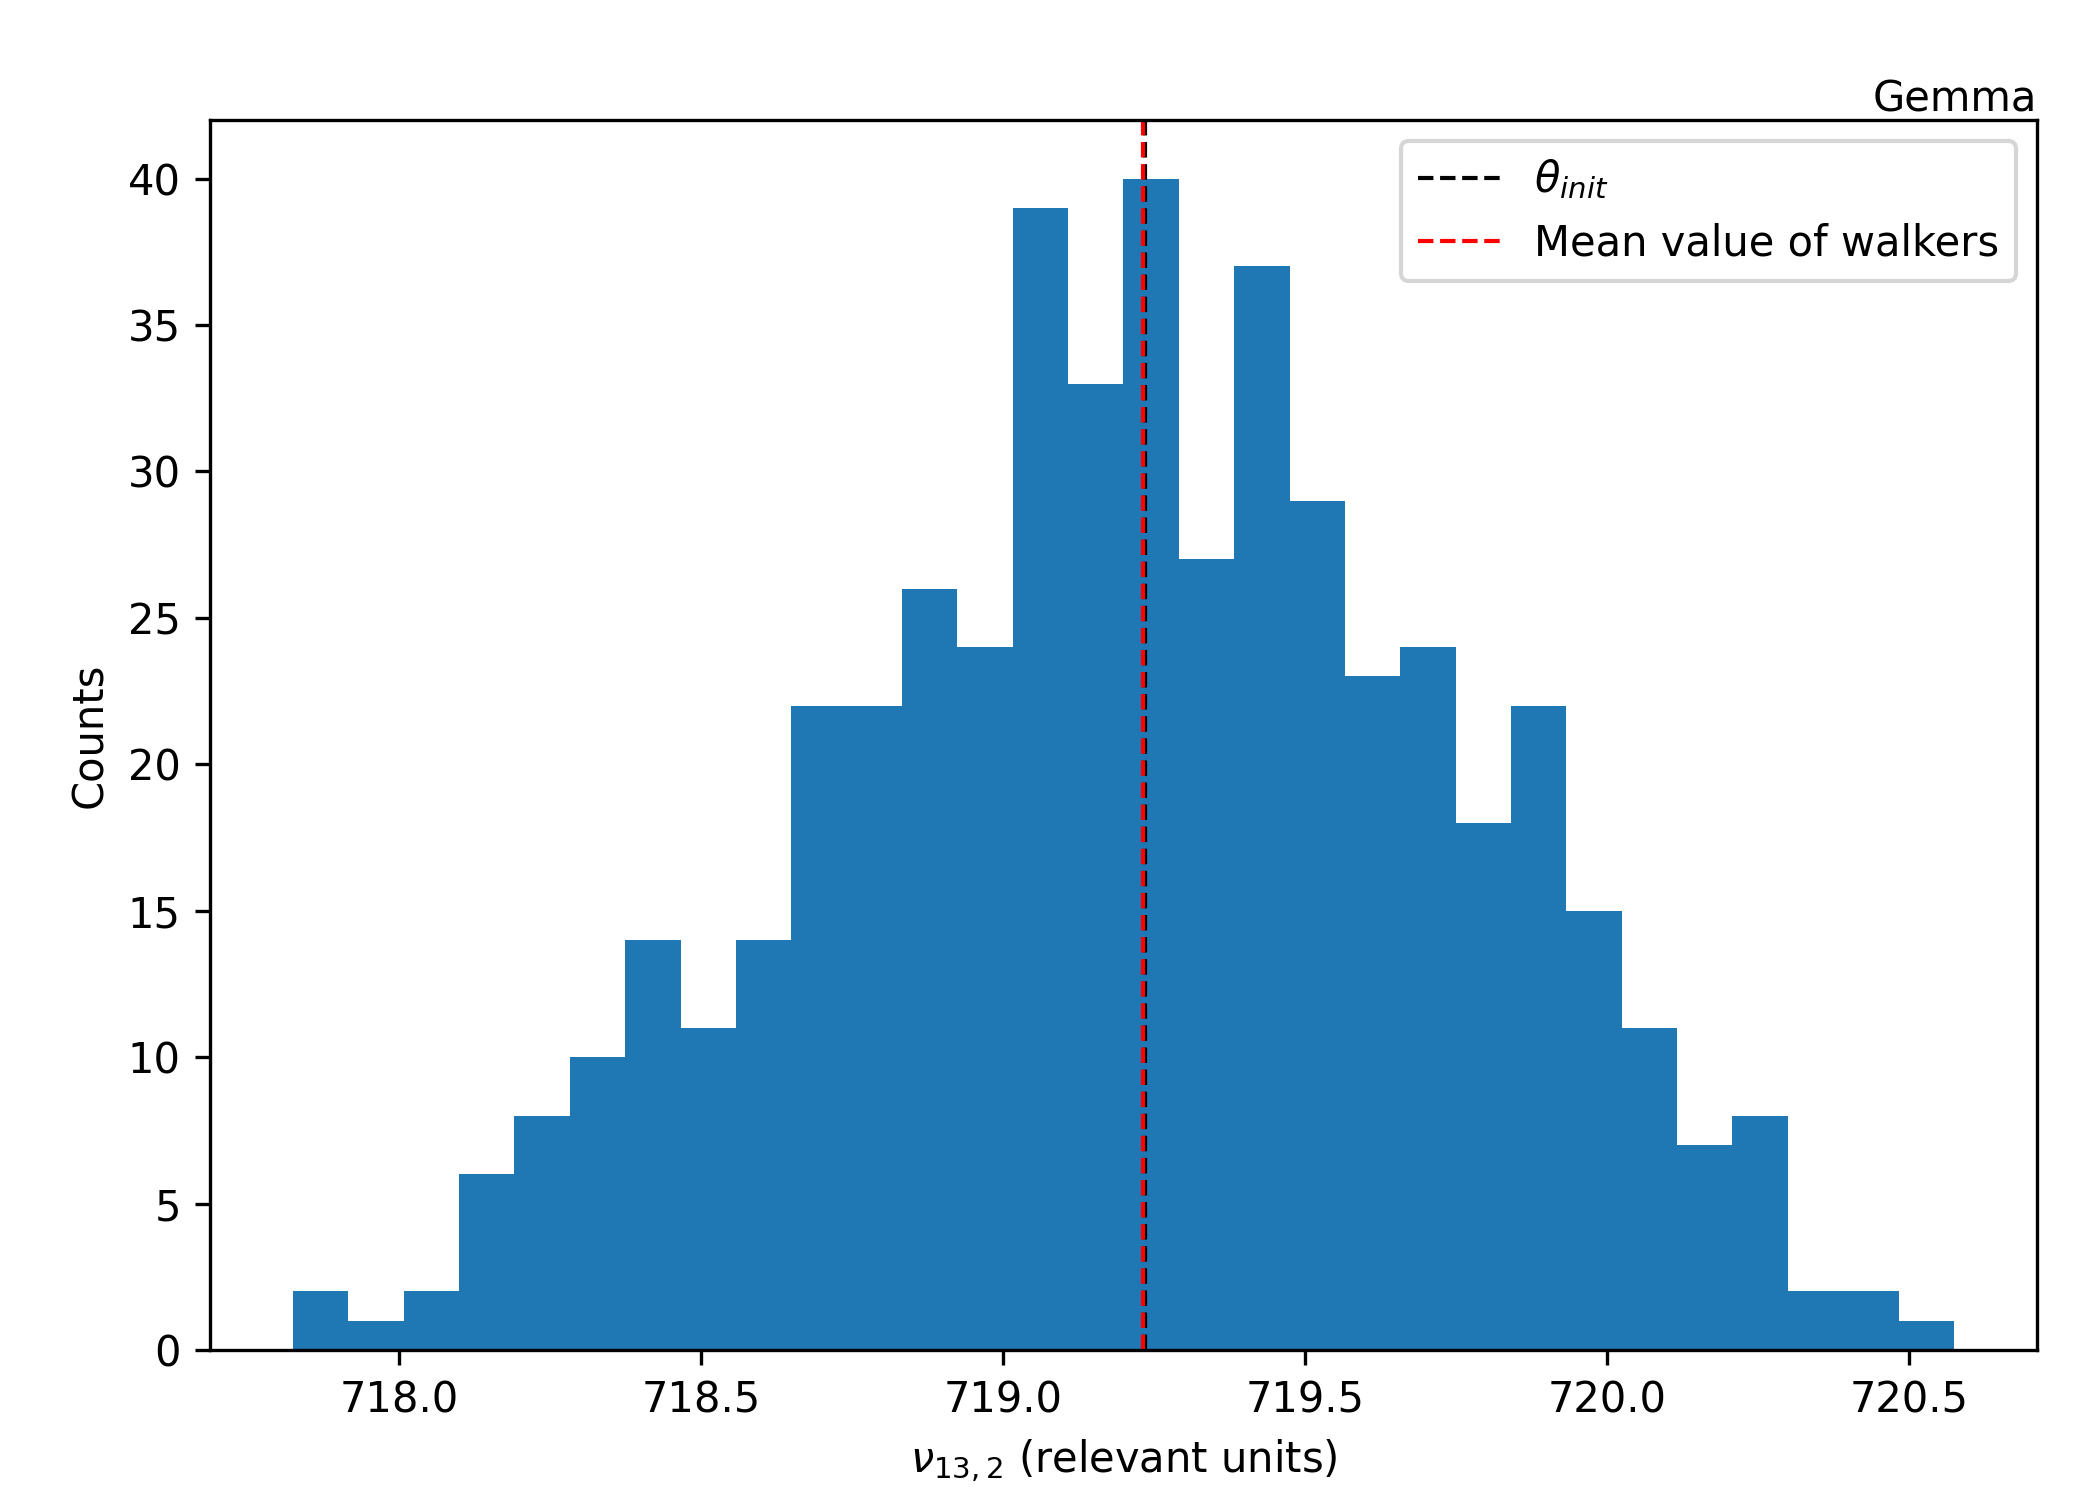 Gemma
θ_init
Mean value of walkers
40
35
30
25
20
15
10
5
0
Counts
718.0 718.5 719.0 719.5 720.0 720.5
ν_13,2 (relevant units)